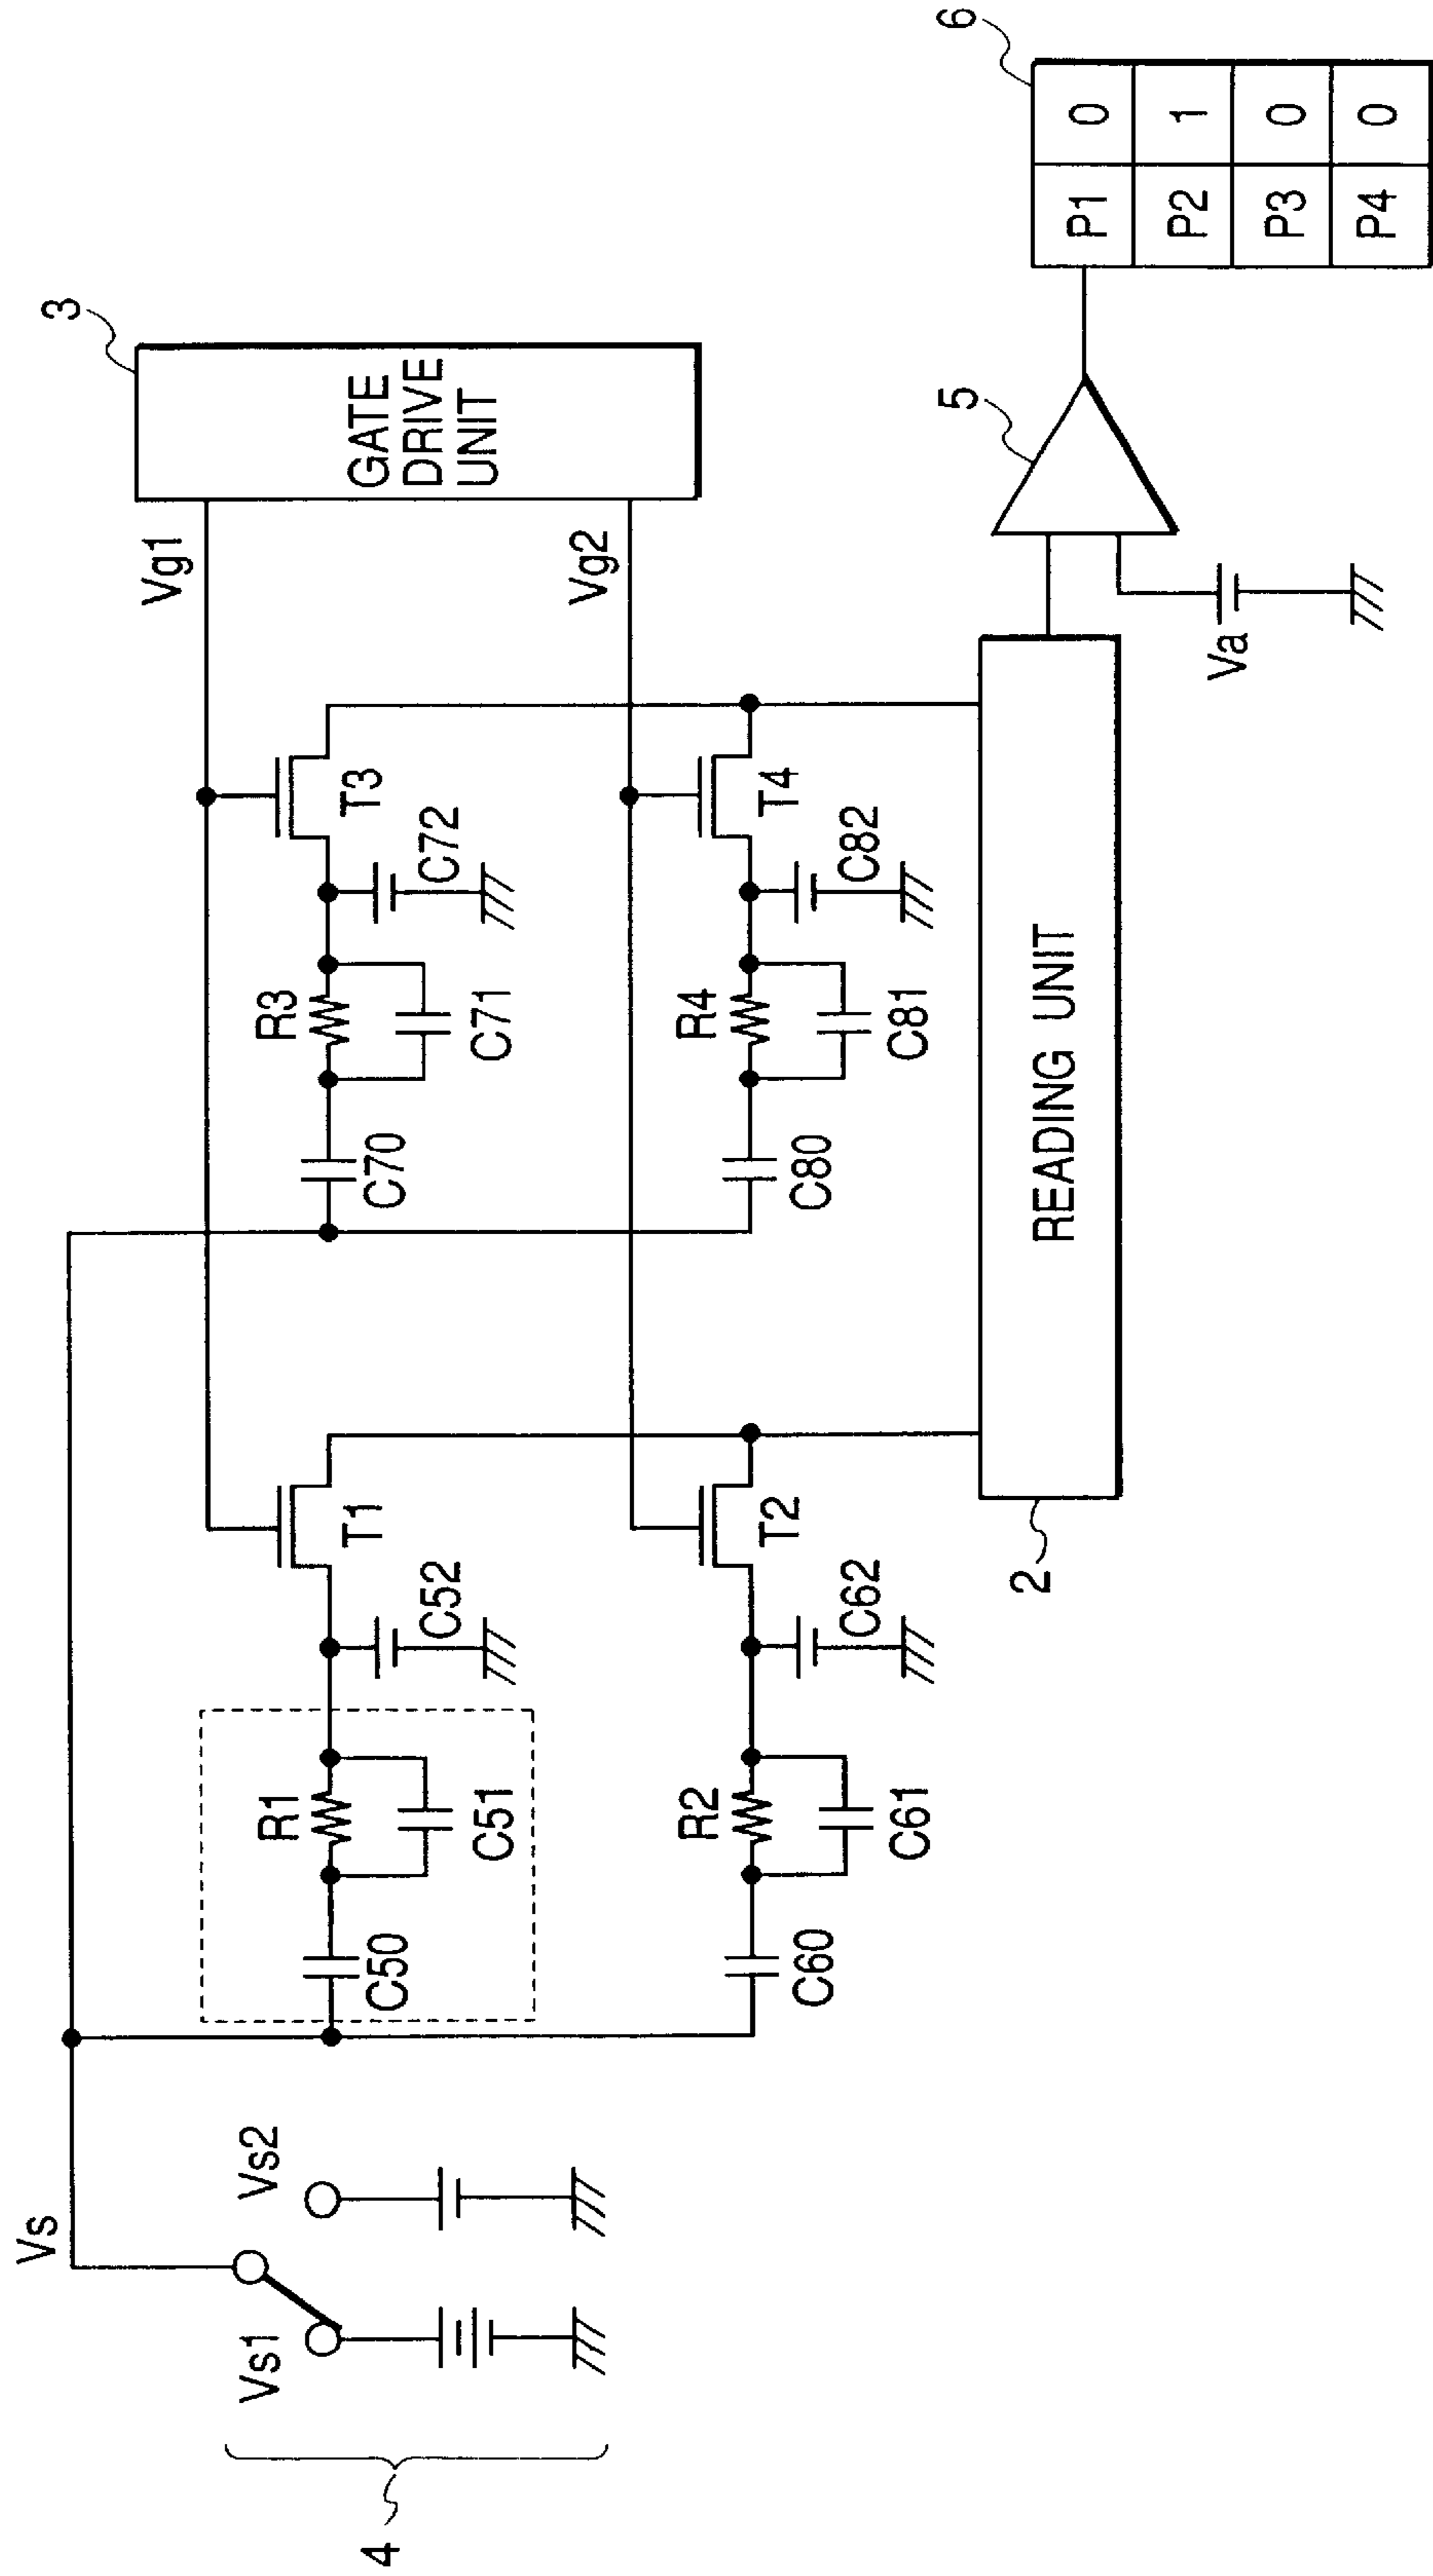 Vs
Vs1
Vs2
4
C50
R1
C51
C52
T1
C60
R2
C61
C62
T2
C70
R3
C71
C72
T3
C80
R4
C81
C82
T4
Vg1
Vg2
3
GATE
DRIVE
UNIT
2
READING UNIT
Va
5
6
P1 0
P2 1
P3 0
P4 0